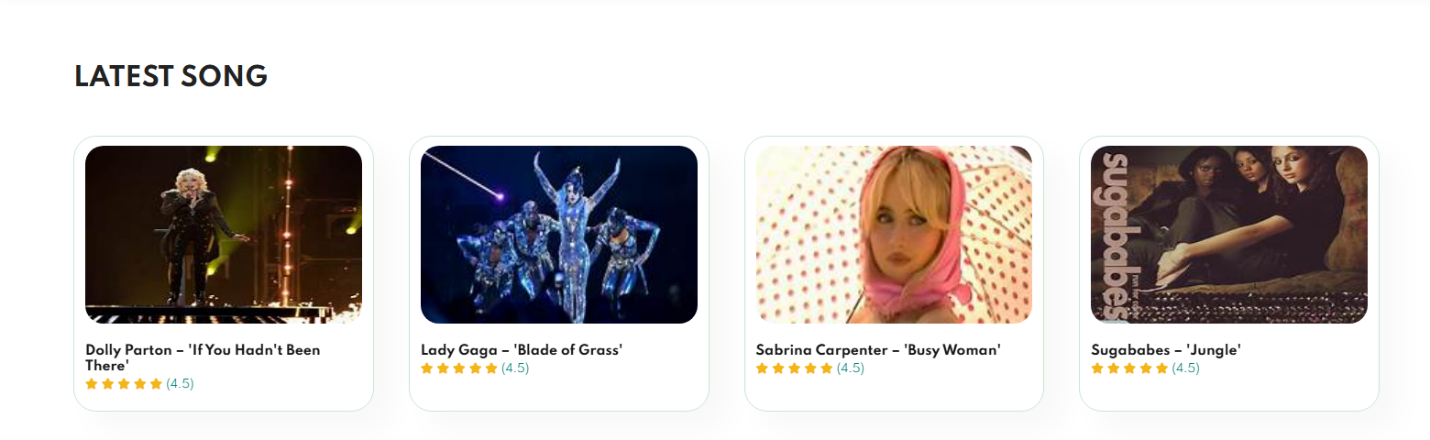 LATEST SONG
Dolly Parton – 'If You Hadn't Been
There'
(4.5)
Lady Gaga – 'Blade of Grass'
(4.5)
Sabrina Carpenter – 'Busy Woman'
(4.5)
sugababes
Sugababes – 'Jungle'
(4.5)